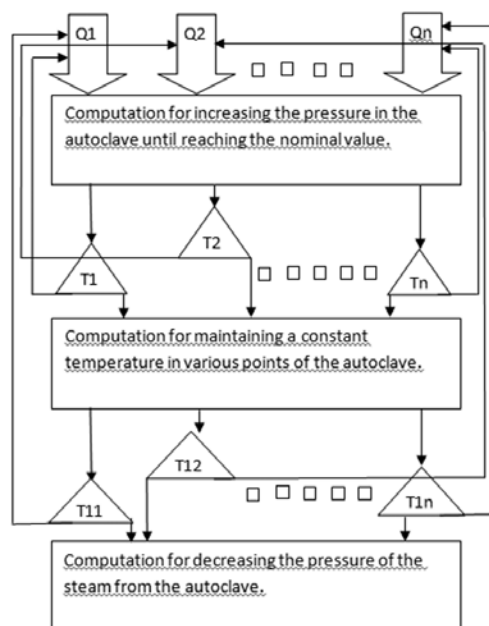 Q1
Q2
Qn
Computation for increasing the pressure in the
autoclave until reaching the nominal value.
T2
T1
Tn
Computation for maintaining a constant
temperature in various points of the autoclave.
T12
T11
T1n
Computation for decreasing the pressure of the
steam from the autoclave.